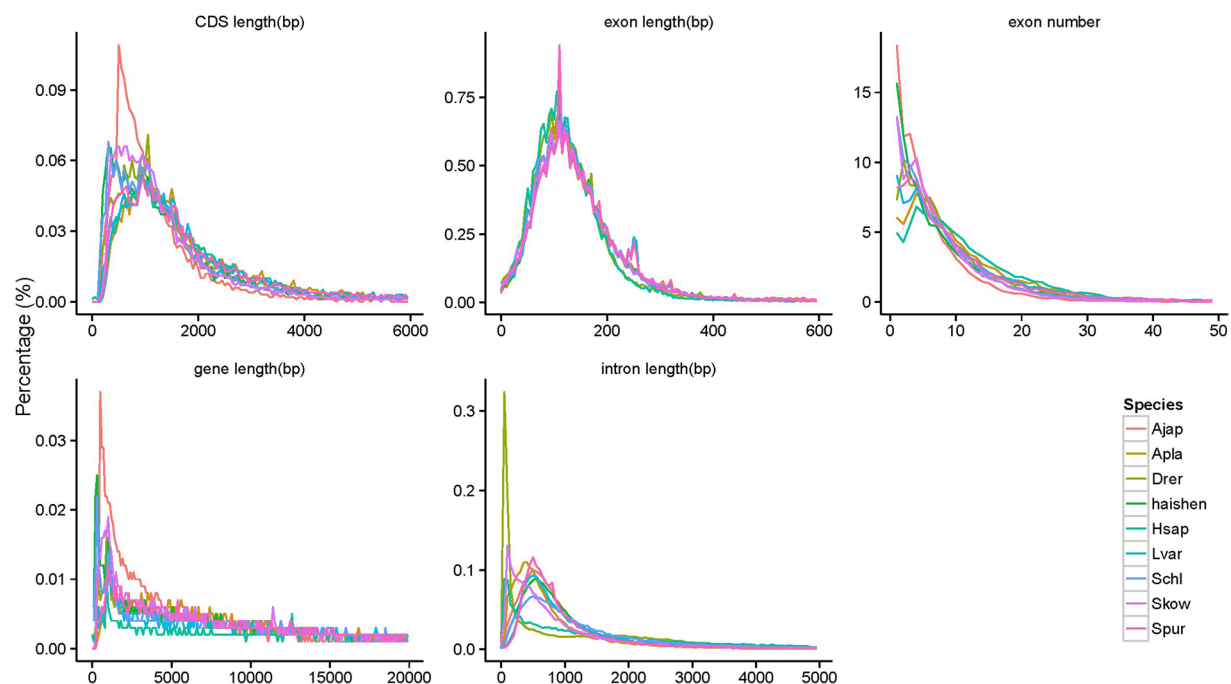 CDS length(bp)
exon length(bp)
exon number
0.09
0.06
0.03
0.00
0 2000 4000 6000
0.75
0.50
0.25
0.00
0 200 400 600
15
10
5
0
0 10 20 30 40 50
Percentage (%)
gene length(bp)
intron length(bp)
0.03
0.02
0.01
0.00
0 5000 10000 15000 20000
0.3
0.2
0.1
0.0
0 1000 2000 3000 4000 5000
Species
Ajap
Apla
Drer
haishen
Hsap
Lvar
Schl
Skow
Spur